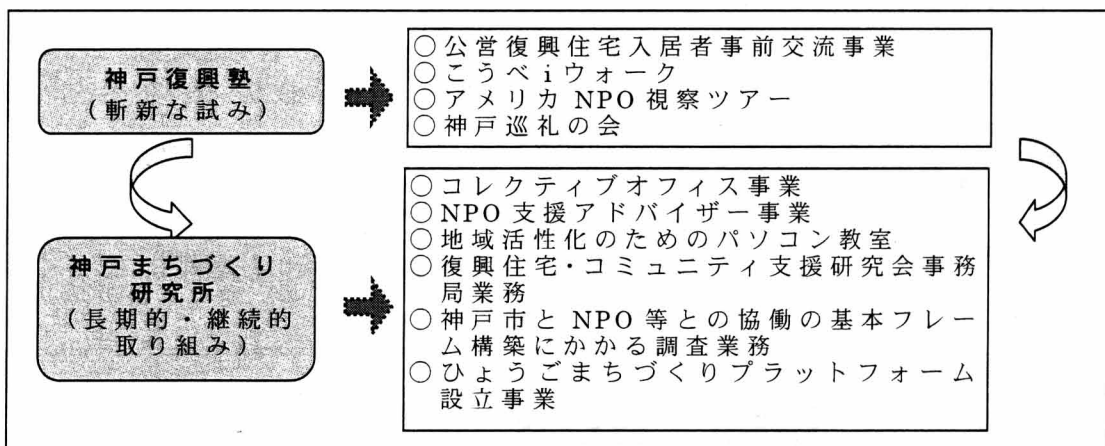 神戸復興塾
(斬新な試み)
○公営復興住宅入居者事前交流事業
○こうべiウォーク
○アメリカNPO視察ツアー
○神戸巡礼の会
神戸まちづくり
研究所
(長期的・継続的
取り組み)
○コレクティブオフィス事業
○NPO支援アドバイザー事業
○地域活性化のためのパソコン教室
○復興住宅・コミュニティ支援研究会事務
局業務
○神戸市とNPO等との協働の基本フレー
ム構築にかかる調査業務
○ひょうごまちづくりプラットフォーム
設立事業